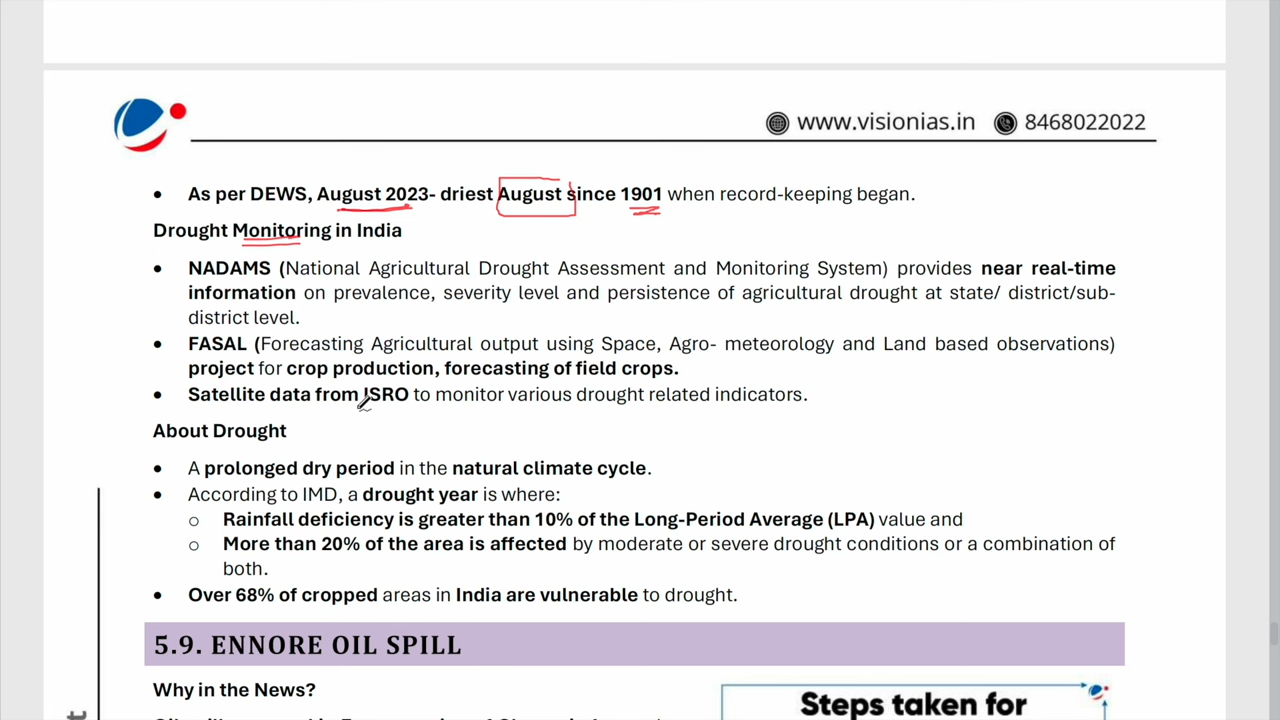 www.visionias.in 8468022022
• As per DEWS, August 2023- driest August since 1901 when record-keeping began.
Drought Monitoring in India
• NADAMS (National Agricultural Drought Assessment and Monitoring System) provides near real-time
information on prevalence, severity level and persistence of agricultural drought at state/ district/sub-
district level.
• FASAL (Forecasting Agricultural output using Space, Agro- meteorology and Land based observations)
project for crop production, forecasting of field crops.
• Satellite data from ISRO to monitor various drought related indicators.
About Drought
• A prolonged dry period in the natural climate cycle.
• According to IMD, a drought year is where:
o Rainfall deficiency is greater than 10% of the Long-Period Average (LPA) value and
o More than 20% of the area is affected by moderate or severe drought conditions or a combination of
both.
• Over 68% of cropped areas in India are vulnerable to drought.
5.9. ENNORE OIL SPILL
Why in the News?
Steps taken for